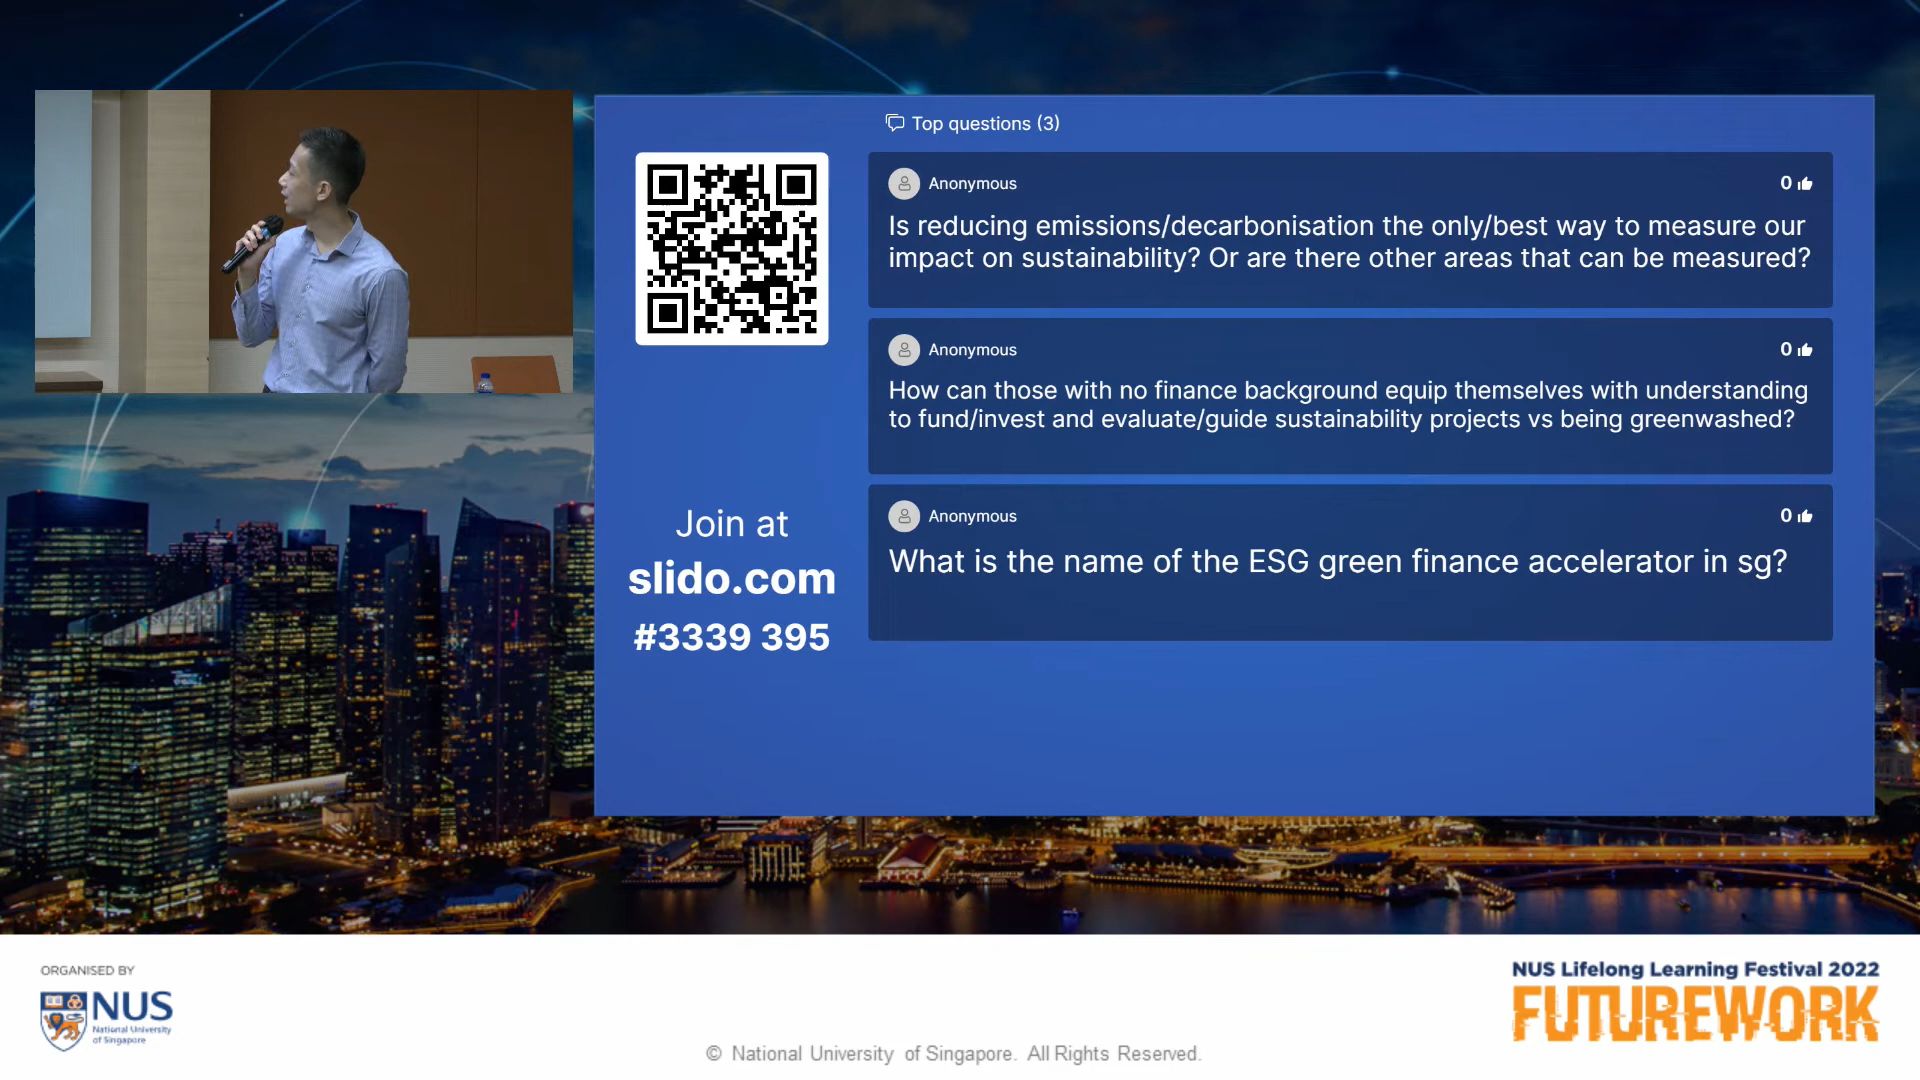 Top questions (3)
Anonymous
0
Is reducing emissions/decarbonisation the only/best way to measure our
impact on sustainability? Or are there other areas that can be measured?
Anonymous
0
How can those with no finance background equip themselves with understanding
to fund/invest and evaluate/guide sustainability projects vs being greenwashed?
Anonymous
0
What is the name of the ESG green finance accelerator in sg?
Join at
slido.com
#3339 395
ORGANISED BY
NUS
National University
of Singapore
© National University of Singapore. All Rights Reserved.
NUS Lifelong Learning Festival 2022
FUTUREWORK